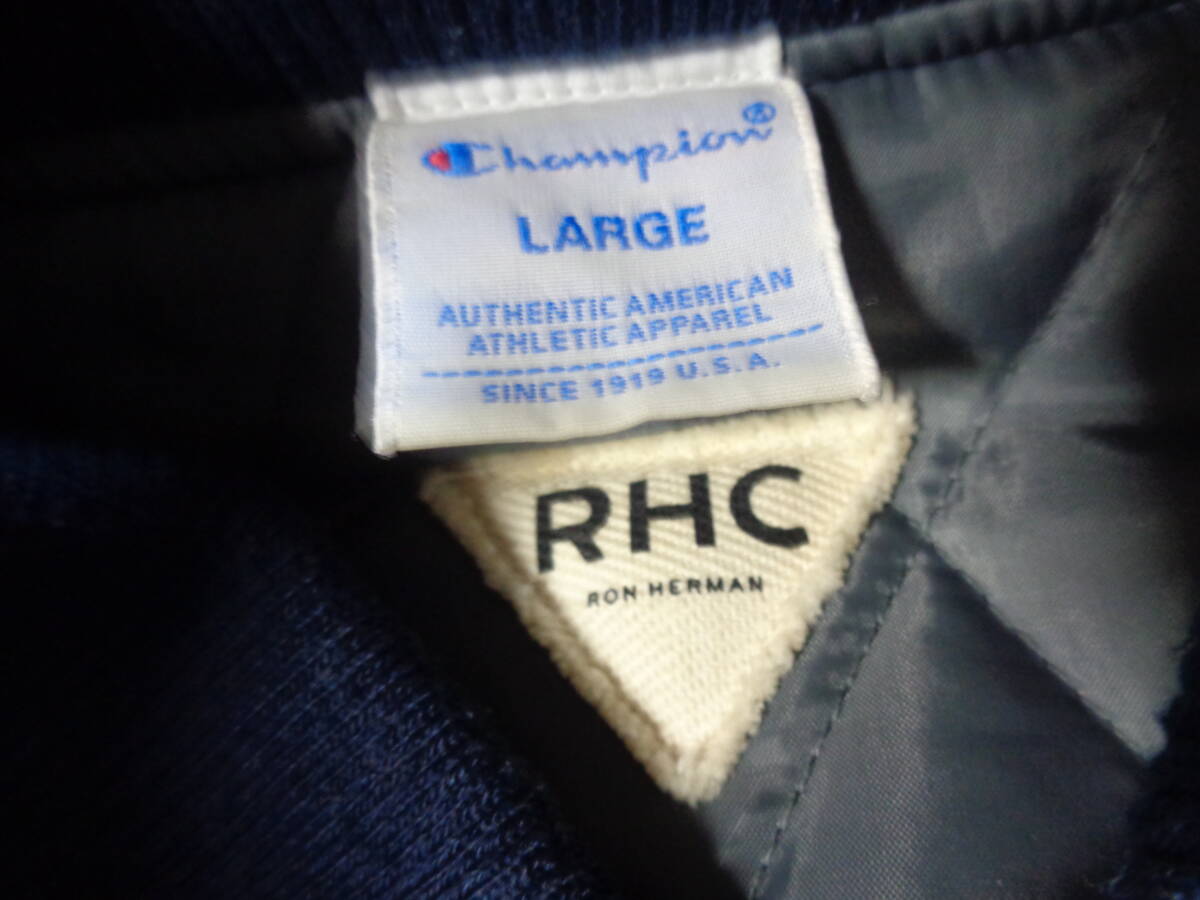 Champion®
LARGE
AUTHENTIC AMERICAN
ATHLETIC APPAREL
SINCE 1919 U.S.A.
RHC
RON HERMAN